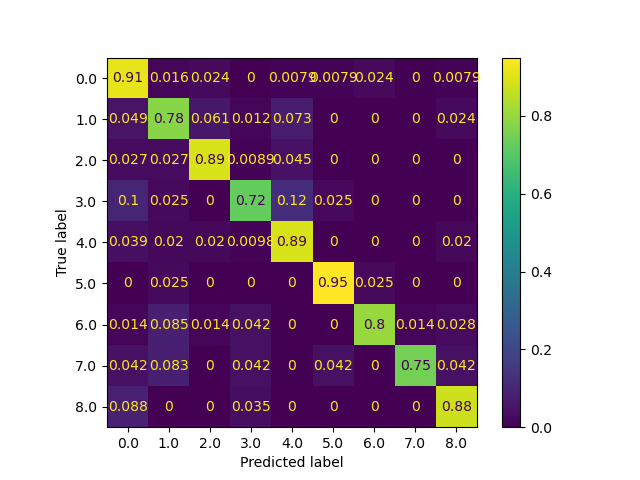 0.0 0.91 0.016 0.024 0 0.0079 0.0079 0.024 0 0.0079
1.0 0.049 0.78 0.061 0.012 0.073 0 0 0 0.024
2.0 0.027 0.027 0.89 0.0089 0.045 0 0 0 0
3.0 0.1 0.025 0 0.72 0.12 0.025 0 0 0
4.0 0.039 0.02 0.02 0.0098 0.89 0 0 0 0.02
5.0 0 0.025 0 0 0 0.95 0.025 0 0
6.0 0.014 0.085 0.014 0.042 0 0 0.8 0.014 0.028
7.0 0.042 0.083 0 0.042 0 0.042 0 0.75 0.042
8.0 0.088 0 0 0.035 0 0 0 0 0.88
0.0 1.0 2.0 3.0 4.0 5.0 6.0 7.0 8.0
Predicted label
True label
0.8
0.6
0.4
0.2
0.0